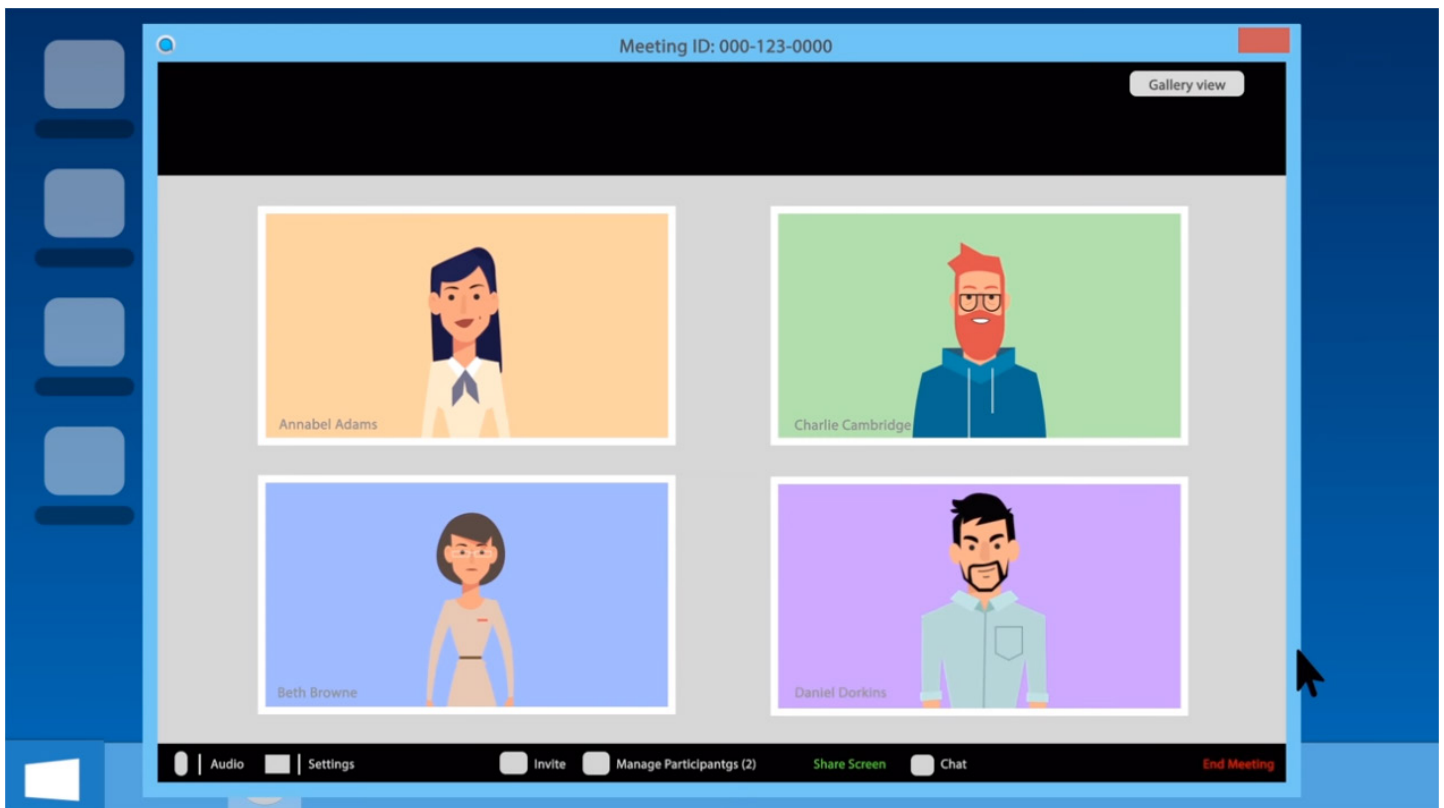 Meeting ID: 000-123-0000
Gallery view
Annabel Adams
Charlie Cambridge
Beth Browne
Daniel Dorkins
Audio Settings Invite Manage Participantgs (2) Share Screen Chat End Meeting